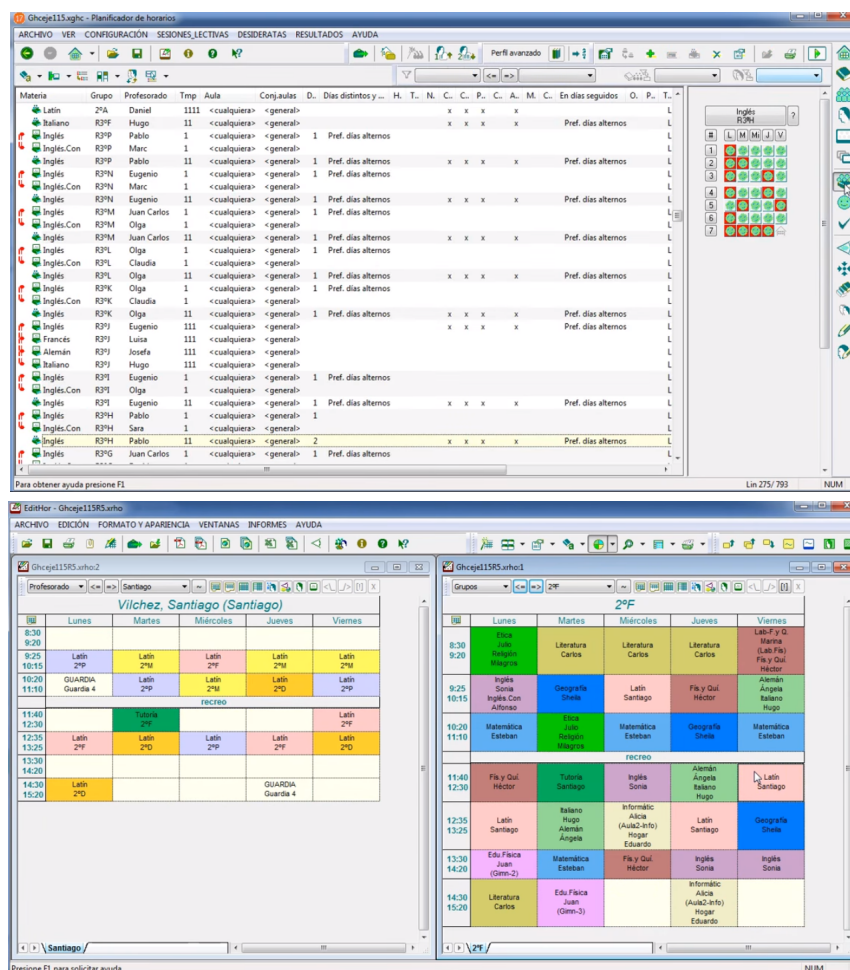 Ghceje115.xghc - Planificador de horarios
ARCHIVO VER CONFIGURACIÓN SESIONES_LECTIVAS DESIDERATAS RESULTADOS AYUDA
Perfil avanzado
Materia Grupo Profesorado Tmp Aula Conj.aulas D.. Días distintos y ... H. T.. N. C.. C.. P.. C.. A.. M. C.. En días seguidos O. P.. T..
Latín 2ºA Daniel 1111 <cualquiera> <general> x x x L
Italiano R3ºF Hugo 11 <cualquiera> <general> x x x x Pref. días alternos L
Inglés R3ºP Pablo 1 <cualquiera> <general> 1 Pref. días alternos L
Inglés.Con R3ºP Marc 1 <cualquiera> <general> L
Inglés R3ºP Pablo 11 <cualquiera> <general> 1 Pref. días alternos x x x x Pref. días alternos L
Inglés R3ºN Eugenio 1 <cualquiera> <general> 1 Pref. días alternos L
Inglés.Con R3ºN Marc 1 <cualquiera> <general> L
Inglés R3ºN Eugenio 11 <cualquiera> <general> 1 Pref. días alternos x x x x Pref. días alternos L
Inglés R3ºM Juan Carlos 1 <cualquiera> <general> 1 Pref. días alternos L
Inglés.Con R3ºM Olga 1 <cualquiera> <general> L
Inglés R3ºM Juan Carlos 11 <cualquiera> <general> 1 Pref. días alternos x x x x Pref. días alternos L
Inglés R3ºL Olga 1 <cualquiera> <general> 1 Pref. días alternos L
Inglés.Con R3ºL Claudia 1 <cualquiera> <general> L
Inglés R3ºL Olga 11 <cualquiera> <general> 1 Pref. días alternos x x x x Pref. días alternos L
Inglés R3ºK Olga 1 <cualquiera> <general> 1 Pref. días alternos L
Inglés.Con R3ºK Claudia 1 <cualquiera> <general> L
Inglés R3ºK Olga 11 <cualquiera> <general> 1 Pref. días alternos x x x x Pref. días alternos L
Inglés R3ºJ Eugenio 111 <cualquiera> <general> x x x x Pref. días alternos L
Francés R3ºJ Luisa 111 <cualquiera> <general> L
Alemán R3ºJ Josefa 111 <cualquiera> <general> L
Italiano R3ºJ Hugo 111 <cualquiera> <general> L
Inglés R3ºI Eugenio 1 <cualquiera> <general> 1 Pref. días alternos L
Inglés.Con R3ºI Olga 1 <cualquiera> <general> L
Inglés R3ºI Eugenio 11 <cualquiera> <general> 1 Pref. días alternos x x x x Pref. días alternos L
Inglés R3ºH Pablo 1 <cualquiera> <general> 1 L
Inglés.Con R3ºH Sara 1 <cualquiera> <general> L
Inglés R3ºH Pablo 11 <cualquiera> <general> 2 x x x x Pref. días alternos L
Inglés R3ºG Juan Carlos 1 <cualquiera> <general> 1 Pref. días alternos L
Inglés
R3ºH
?
# L M Mi J V
1
2
3
4
5
6
7
Para obtener ayuda presione F1 Lin 275/ 793 NUM
EditHor - Ghceje115R5.xrho
ARCHIVO EDICIÓN FORMATO Y APARIENCIA VENTANAS INFORMES AYUDA
Ghceje115R5.xrho:2
Profesorado <= => Santiago
Vilchez, Santiago (Santiago)
Lunes Martes Miércoles Jueves Viernes
8:30
9:20
9:25 Latín Latín Latín Latín Latín
10:15 2ºP 2ºM 2ºF 2ºM 2ºM
10:20 GUARDIA Latín Latín Latín Latín
11:10 Guardia 4 2ºP 2ºM 2ºD 2ºP
recreo
11:40 Tutoría Latín
12:30 2ºF 2ºF
12:35 Latín Latín Latín Latín Latín
13:25 2ºF 2ºD 2ºP 2ºF 2ºD
13:30
14:20
14:30 Latín GUARDIA
15:20 2ºD Guardia 4
Santiago
Ghceje115R5.xrho:1
Grupos <= => 2ºF
2ºF
Lunes Martes Miércoles Jueves Viernes
8:30
9:20
Etica
Julio
Religión
Milagros
Literatura
Carlos
Literatura
Carlos
Literatura
Carlos
Lab-F.y Q.
Marina
(Lab.Fis)
Fís.y Quí.
Héctor
9:25
10:15
Inglés
Sonia
Inglés.Con
Alfonso
Geografía
Sheila
Latín
Santiago
Fís.y Quí.
Héctor
Alemán
Ángela
Italiano
Hugo
10:20
11:10
Matemática
Esteban
Etica
Julio
Religión
Milagros
Matemática
Esteban
Geografía
Sheila
Matemática
Esteban
recreo
11:40
12:30
Fís.y Quí.
Héctor
Tutoría
Santiago
Inglés
Sonia
Alemán
Ángela
Italiano
Hugo
Latín
Santiago
12:35
13:25
Latín
Santiago
Italiano
Hugo
Alemán
Ángela
Informátic
Alicia
(Aula2-Info)
Hogar
Eduardo
Latín
Santiago
Geografía
Sheila
13:30
14:20
Edu.Física
Juan
(Gimn-2)
Matemática
Esteban
Fís.y Quí.
Héctor
Inglés
Sonia
Inglés
Sonia
14:30
15:20
Literatura
Carlos
Edu.Física
Juan
(Gimn-3)
Informátic
Alicia
(Aula2-Info)
Hogar
Eduardo
2ºF
Presione F1 para solicitar ayuda NUM